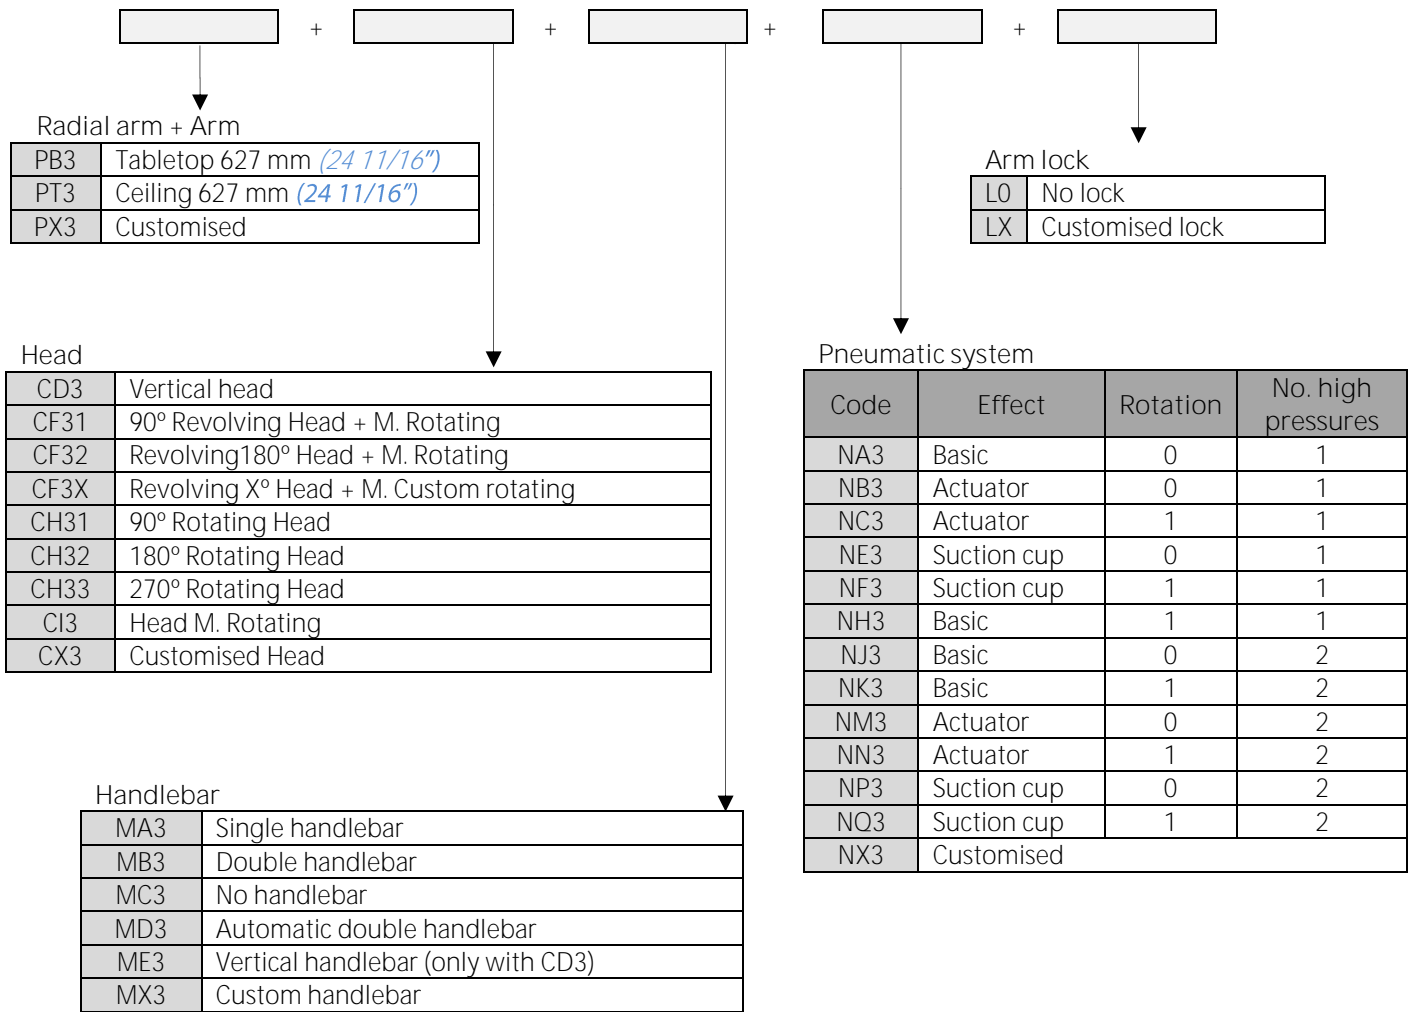 + + + +
Radial arm + Arm
PB3 Tabletop 627 mm (24 11/16")
PT3 Ceiling 627 mm (24 11/16")
PX3 Customised
Arm lock
L0 No lock
LX Customised lock
Head
CD3 Vertical head
CF31 90º Revolving Head + M. Rotating
CF32 Revolving180º Head + M. Rotating
CF3X Revolving Xº Head + M. Custom rotating
CH31 90º Rotating Head
CH32 180º Rotating Head
CH33 270º Rotating Head
CI3 Head M. Rotating
CX3 Customised Head
Pneumatic system
Code Effect Rotation No. high
pressures
NA3 Basic 0 1
NB3 Actuator 0 1
NC3 Actuator 1 1
NE3 Suction cup 0 1
NF3 Suction cup 1 1
NH3 Basic 1 1
NJ3 Basic 0 2
NK3 Basic 1 2
NM3 Actuator 0 2
NN3 Actuator 1 2
NP3 Suction cup 0 2
NQ3 Suction cup 1 2
NX3 Customised
Handlebar
MA3 Single handlebar
MB3 Double handlebar
MC3 No handlebar
MD3 Automatic double handlebar
ME3 Vertical handlebar (only with CD3)
MX3 Custom handlebar